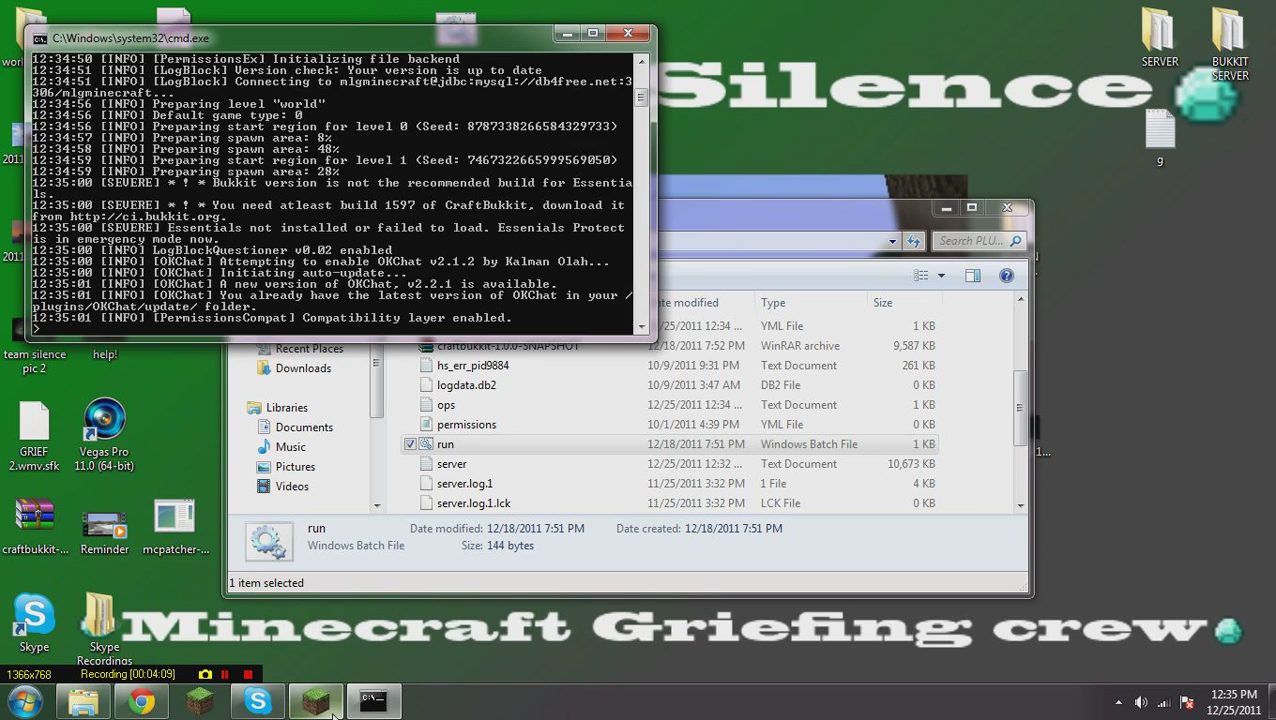 C:\Windows\system32\cmd.exe
12:34:50 [INFO] [PermissionsEx] Initializing file backend
12:34:51 [INFO] [LogBlock] Version check: Your version is up to date
12:34:51 [INFO] [LogBlock] Connecting to mlgminecraft@jdbc:mysql://db4free.net:3
306/mlgminecraft...
12:34:56 [INFO] Preparing level "world"
12:34:56 [INFO] Default game type: 0
12:34:56 [INFO] Preparing start region for level 0 (Seed: 8787338265584329733)
12:34:57 [INFO] Preparing spawn area: 8%
12:34:58 [INFO] Preparing spawn area: 48%
12:34:59 [INFO] Preparing start region for level 1 (Seed: 7467322665999569050)
12:34:59 [INFO] Preparing spawn area: 28%
12:35:00 [SEVERE] * ! * Bukkit version is not the recommended build for Essentia
ls.
12:35:00 [SEVERE] * ! * You need atleast build 1597 of CraftBukkit, download it
from http://ci.bukkit.org.
12:35:00 [SEVERE] Essentials not installed or failed to load. Essenials Protect
is in emergency mode now.
12:35:00 [INFO] LogBlockQuestioner v0.02 enabled
12:35:00 [INFO] [OKChat] Attempting to enable OKChat v2.1.2 by Kalman Olah...
12:35:00 [INFO] [OKChat] Initiating auto-update...
12:35:01 [INFO] [OKChat] A new version of OKChat, v2.2.1 is available.
12:35:01 [INFO] [OKChat] You already have the latest version of OKChat in your /
plugins/OKChat/update/ folder.
12:35:01 [INFO] [PermissionsCompat] Compatibility layer enabled.
>
Silence
SERVER
BUKKIT
SERVER
g
Search PLU...
Date modified
Type
Size
12/25/2011 12:34 ...
YML File
1 KB
craftbukkit-1.0.0-SNAPSHOT
12/18/2011 7:52 PM
WinRAR archive
9,587 KB
hs_err_pid9884
10/9/2011 9:31 PM
Text Document
261 KB
logdata.db2
10/9/2011 3:47 AM
DB2 File
0 KB
ops
12/25/2011 12:34 ...
Text Document
1 KB
permissions
10/1/2011 4:39 PM
YML File
0 KB
run
12/18/2011 7:51 PM
Windows Batch File
1 KB
server
12/25/2011 12:32 ...
Text Document
10,673 KB
server.log.1
11/25/2011 3:32 PM
1 File
4 KB
server.log.1.lck
11/25/2011 3:32 PM
LCK File
0 KB
Recent Places
Downloads
Libraries
Documents
Music
Pictures
Videos
run
Windows Batch File
Date modified: 12/18/2011 7:51 PM
Size: 144 bytes
Date created: 12/18/2011 7:51 PM
1 item selected
team silence
pic 2
help!
GRIEF
2.wmv.sfk
Vegas Pro
11.0 (64-bit)
craftbukkit-...
Reminder
mcpatcher-...
Skype
Skype
Recordings
Minecraft Griefing crew
1366x768
Recording [00:04:09]
12:35 PM
12/25/2011